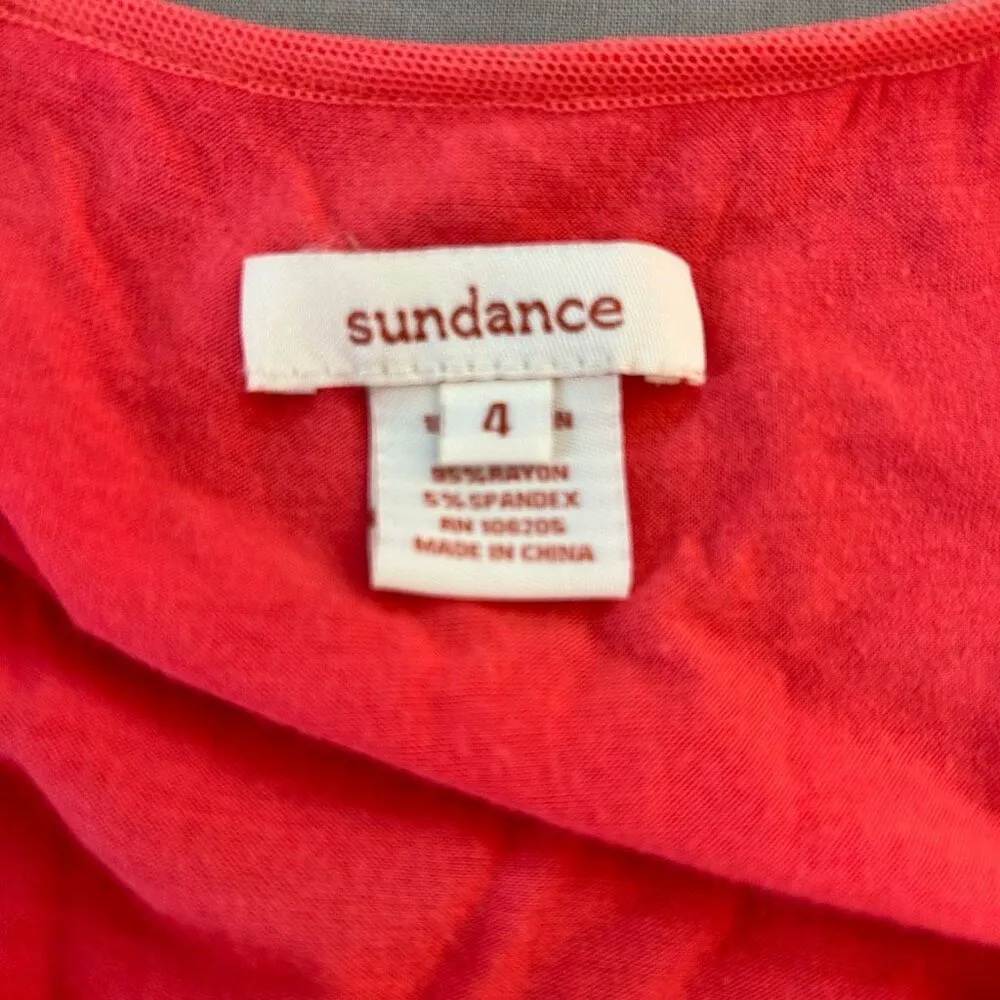 sundance
4
95%RAYON
5%SPANDEX
RN 106205
MADE IN CHINA